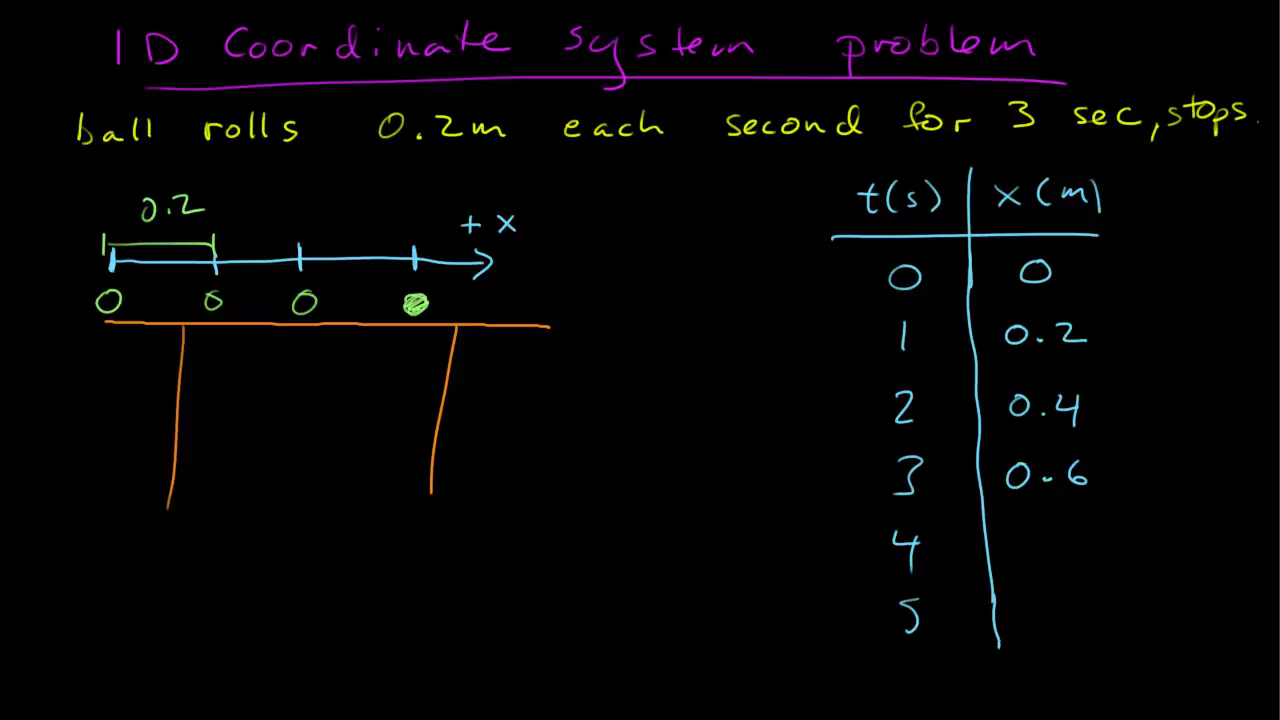 1D Coordinate system problem
ball rolls 0.2m each second for 3 sec, stops.
0.2
+ x
t(s) x(m)
0 0
1 0.2
2 0.4
3 0.6
4
5